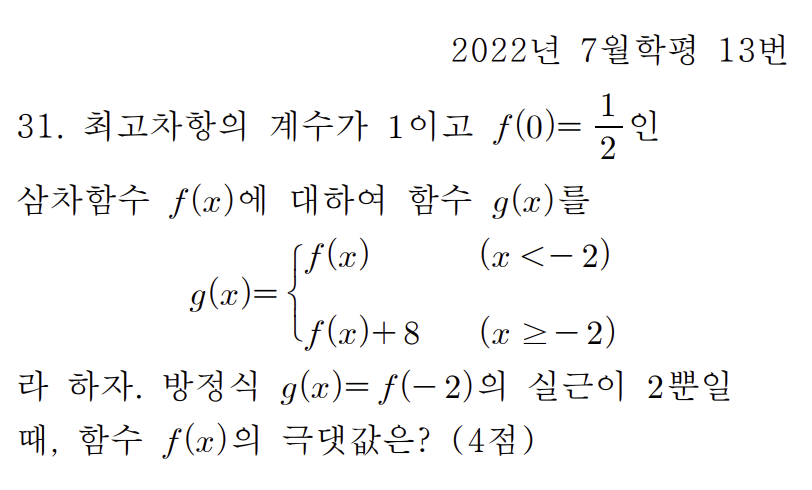 2022년 7월학평 13번
31. 최고차항의 계수가 1이고 f(0)=1/2인
삼차함수 f(x)에 대하여 함수 g(x)를
g(x)={ f(x) (x<-2)
f(x)+8 (x≥-2)
라 하자. 방정식 g(x)=f(-2)의 실근이 2뿐일
때, 함수 f(x)의 극댓값은? (4점)